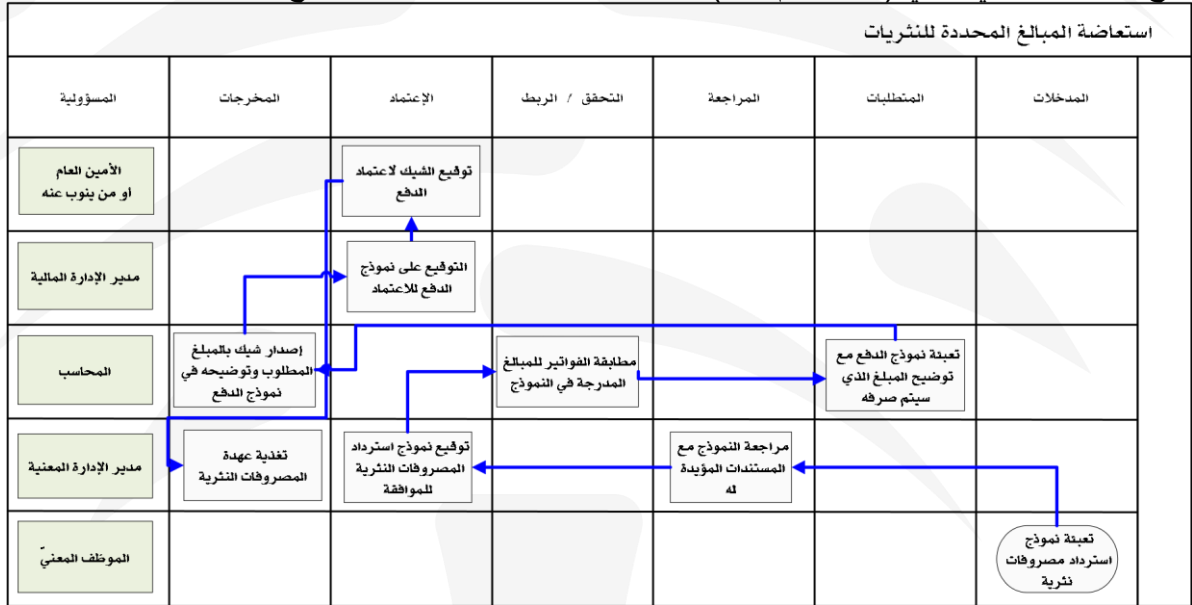 استعاضة المبالغ المحددة للنثريات
المدخلات
المتطلبات
المراجعة
التحقق / الربط
الإعتماد
المخرجات
المسؤولية
توقيع الشيك لاعتماد
الدفع
الأمين العام
او من ينوب عنه
التوقيع على نموذج
الدفع للاعتماد
مدير الإدارة المالية
تعبئة نموذج الدفع مع
توضيح المبلغ الذي
سيتم صرفه
مطابقة الفواتير للمبالغ
المدرجة في النموذج
إصدار شيك بالمبلغ
المطلوب وتوضيحه في
نموذج الدفع
المحاسب
مراجعة النموذج مع
المستندات المؤيدة
له
توقيع نموذج استرداد
المصروفات النثرية
للموافقة
تغذية عهدة
المصروفات النثرية
مدير الإدارة المعنية
تعبئة نموذج
استرداد مصروفات
نثرية
الموظف المعنيّ